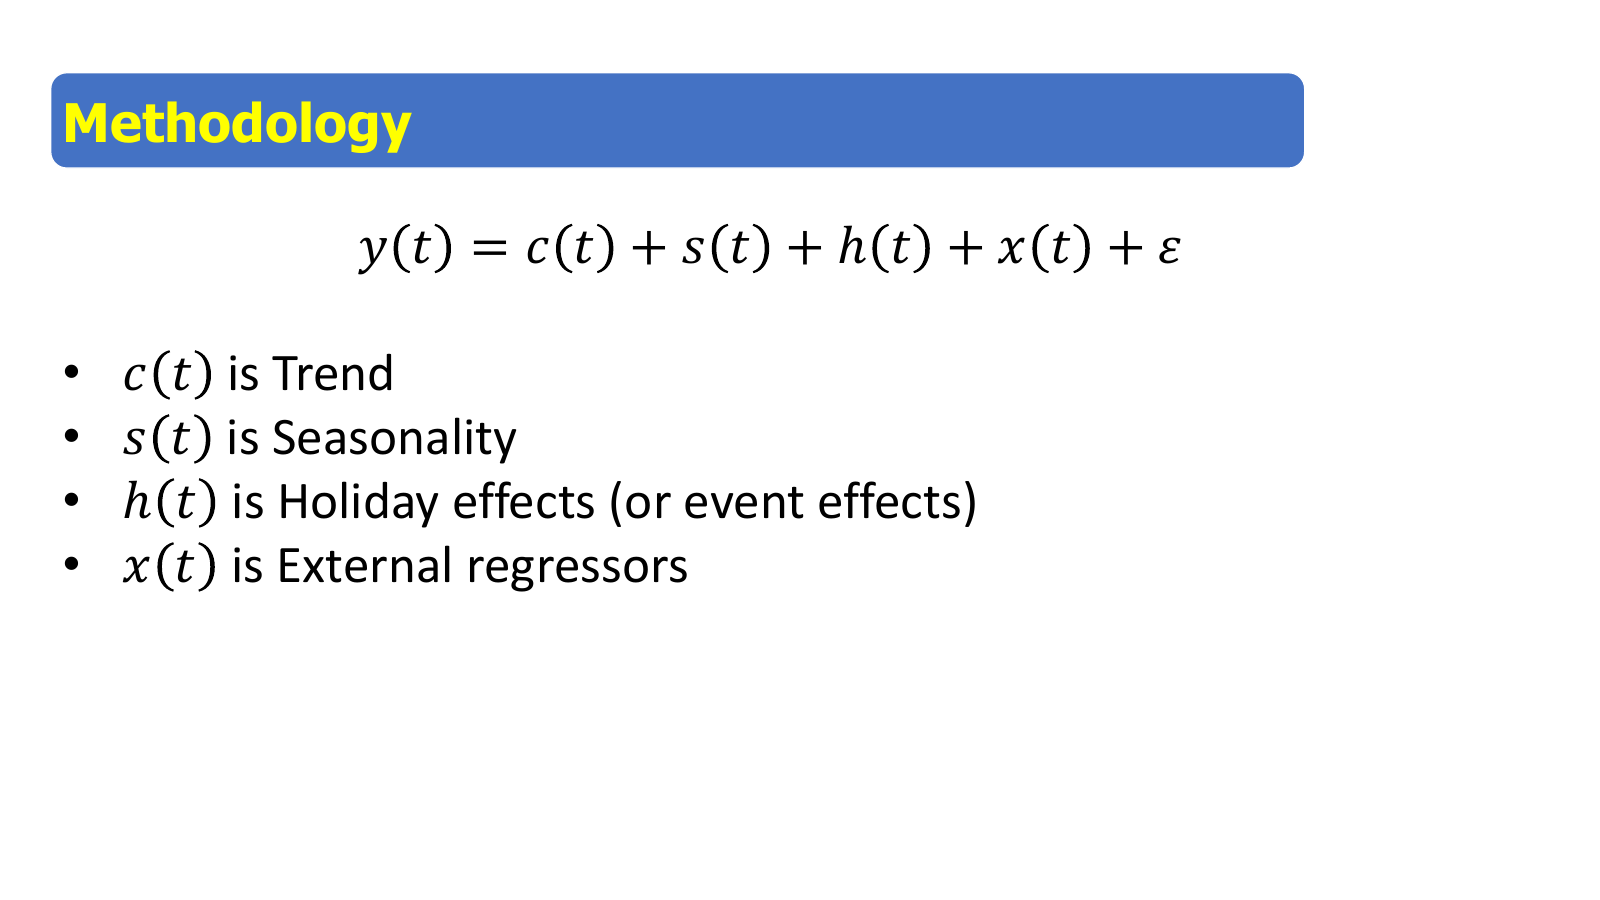 Methodology
y(t) = c(t) + s(t) + h(t) + x(t) + ε
• c(t) is Trend
• s(t) is Seasonality
• h(t) is Holiday effects (or event effects)
• x(t) is External regressors